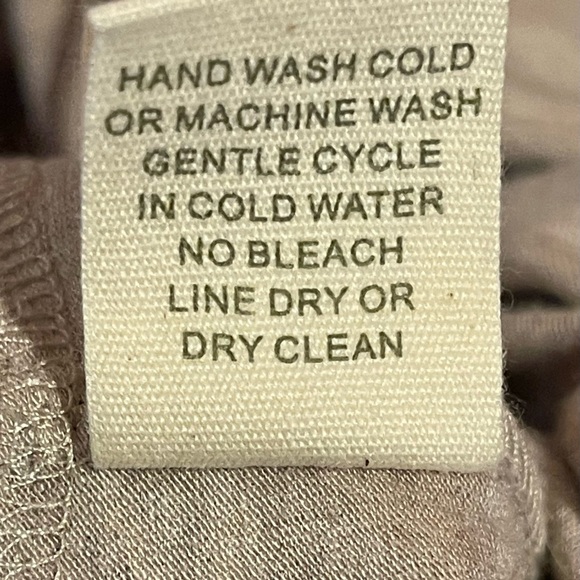 HAND WASH COLD
OR MACHINE WASH
GENTLE CYCLE
IN COLD WATER
NO BLEACH
LINE DRY OR
DRY CLEAN